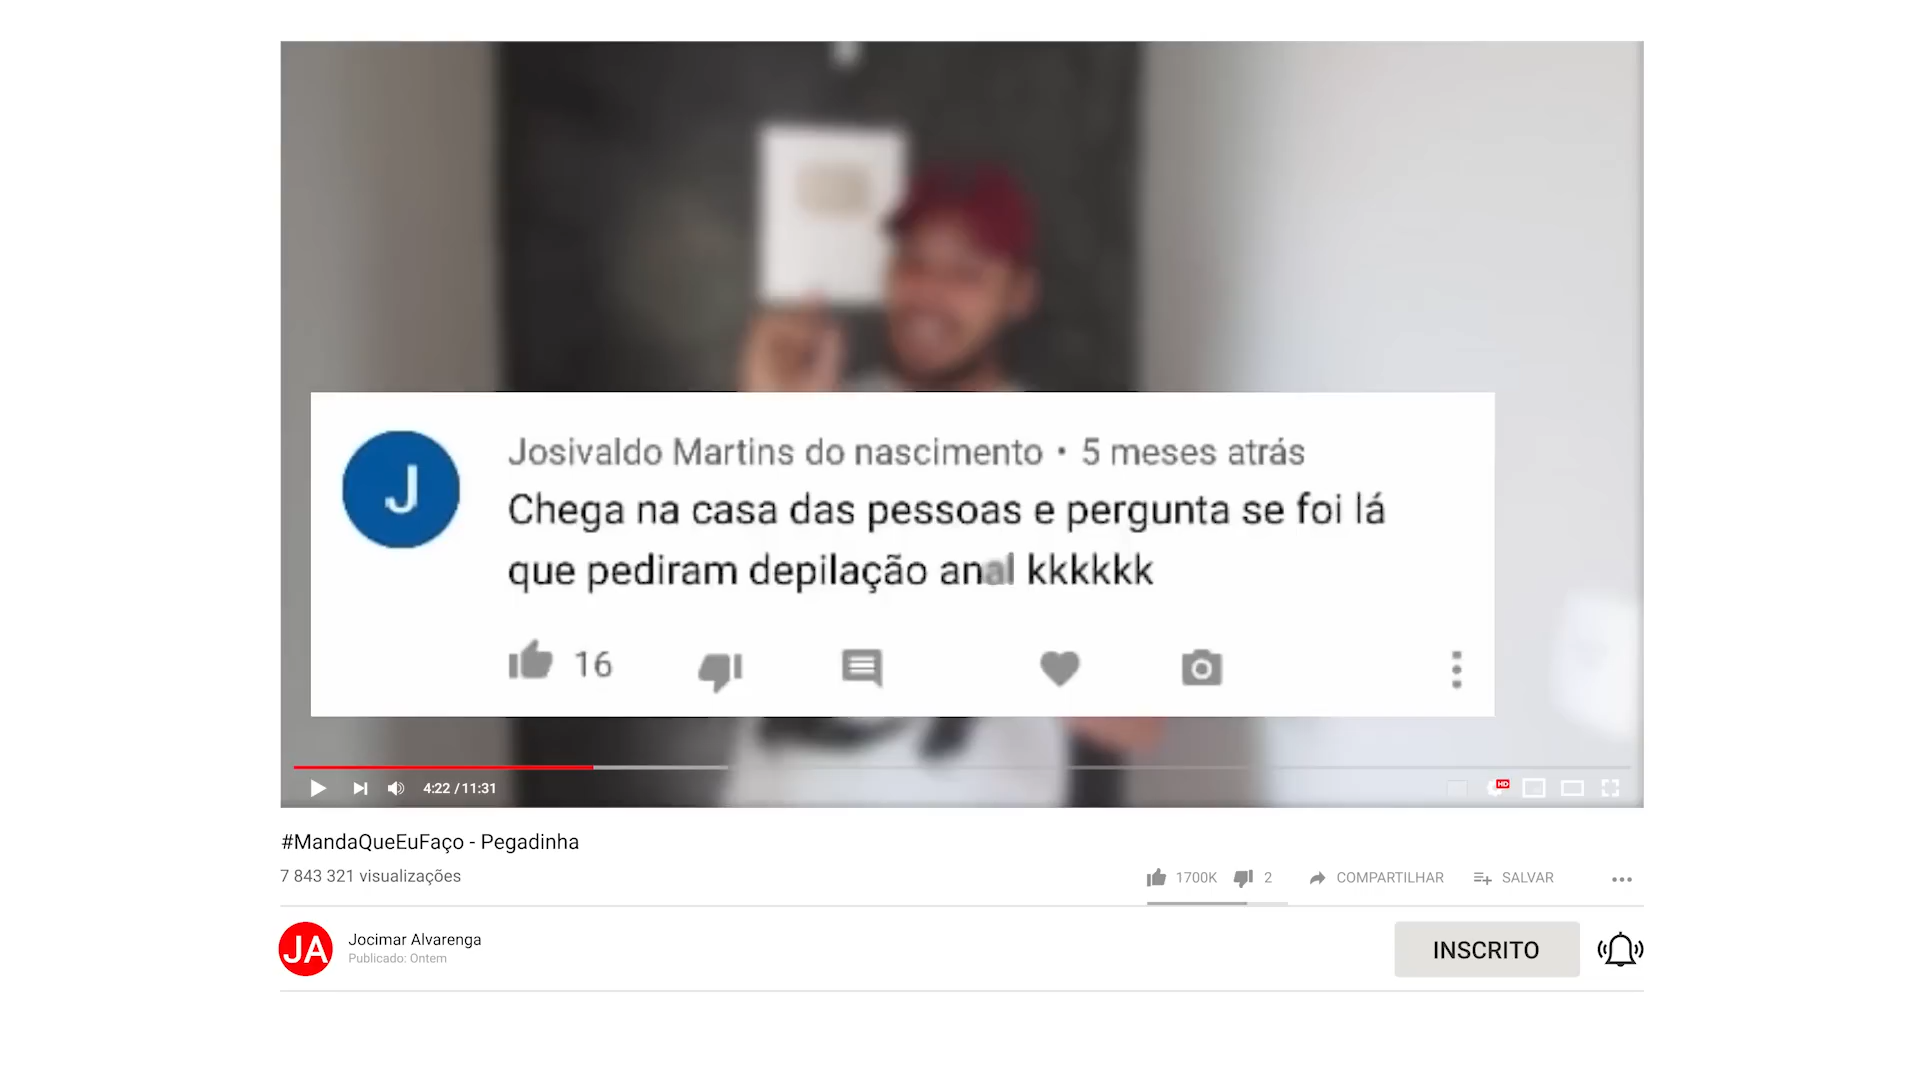 J
Josivaldo Martins do nascimento • 5 meses atrás
Chega na casa das pessoas e pergunta se foi lá
que pediram depilação anal kkkkkk
16
4:22 / 11:31
HD
#MandaQueEuFaço - Pegadinha
7 843 321 visualizações
1700K
2
COMPARTILHAR
SALVAR
JA
Jocimar Alvarenga
Publicado: Ontem
INSCRITO